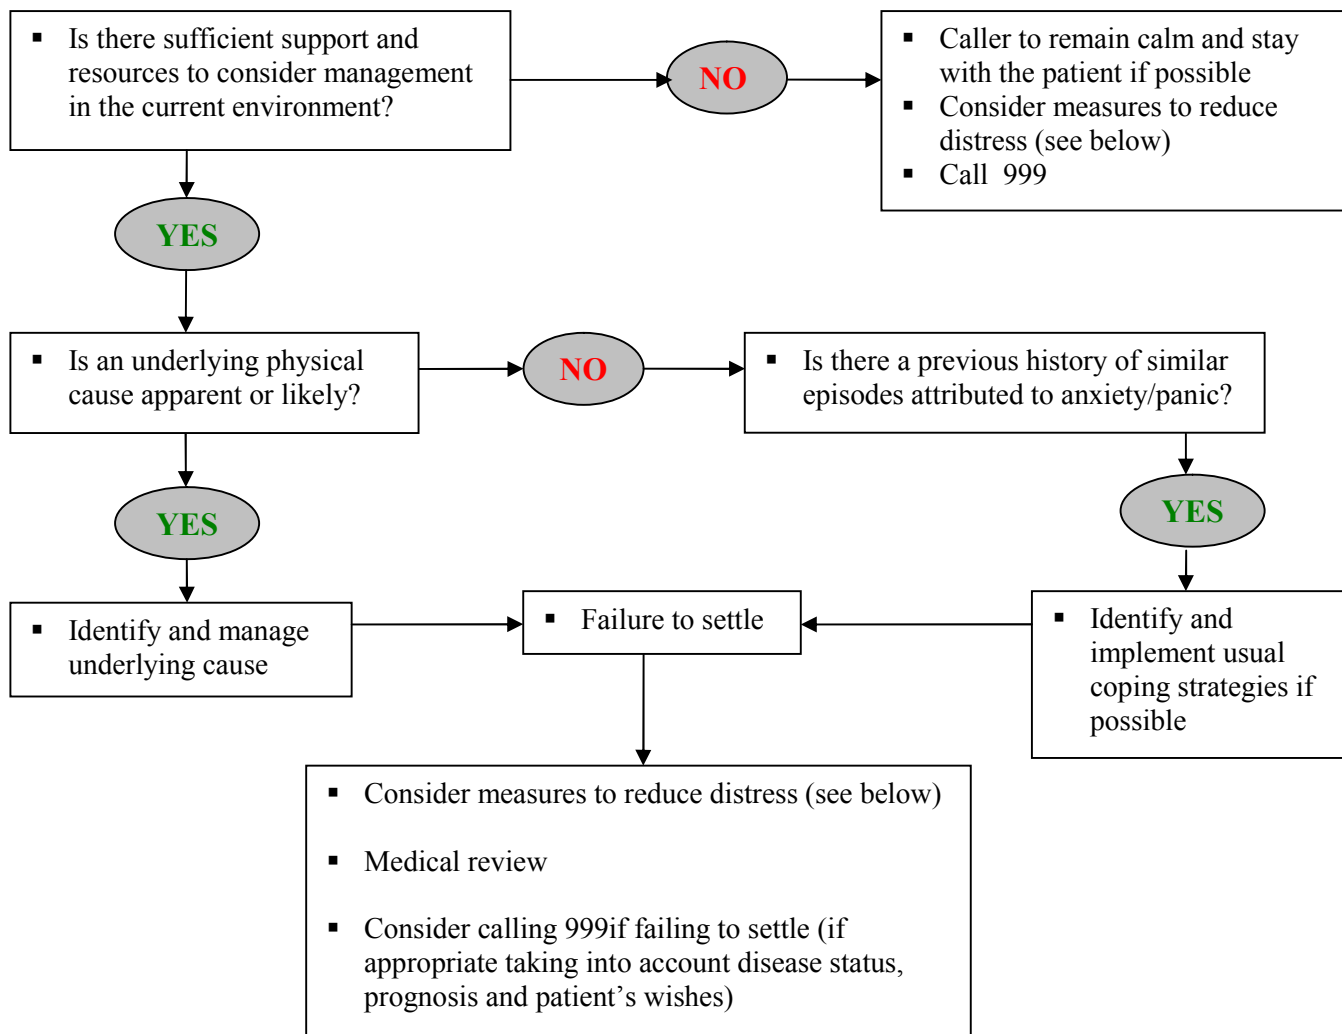 ▪ Is there sufficient support and
resources to consider management
in the current environment?
NO
▪ Caller to remain calm and stay
with the patient if possible
▪ Consider measures to reduce
distress (see below)
▪ Call  999
YES
▪ Is an underlying physical
cause apparent or likely?
NO
▪ Is there a previous history of similar
episodes attributed to anxiety/panic?
YES
YES
▪ Identify and manage
underlying cause
▪ Failure to settle
▪ Identify and
implement usual
coping strategies if
possible
▪ Consider measures to reduce distress (see below)
▪ Medical review
▪ Consider calling 999if failing to settle (if
appropriate taking into account disease status,
prognosis and patient’s wishes)